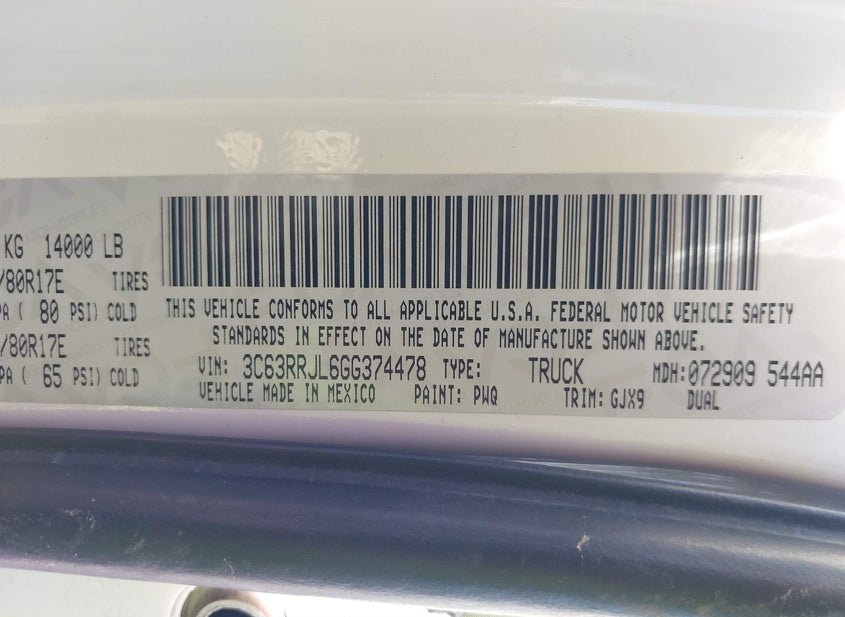 KG 14000 LB
/80R17E TIRES
PA ( 80 PSI) COLD
/80R17E TIRES
PA ( 65 PSI) COLD
THIS VEHICLE CONFORMS TO ALL APPLICABLE U.S.A. FEDERAL MOTOR VEHICLE SAFETY
STANDARDS IN EFFECT ON THE DATE OF MANUFACTURE SHOWN ABOVE.
VIN: 3C63RRJL6GG374478 TYPE: TRUCK MDH:072909 544AA
VEHICLE MADE IN MEXICO PAINT: PWQ TRIM: GJX9 DUAL